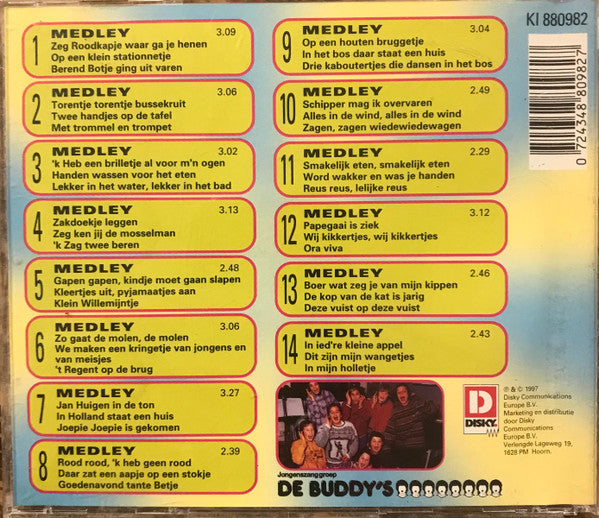 1 MEDLEY 3.09
Zeg Roodkapje waar ga je henen
Op een klein stationnetje
Berend Botje ging uit varen
2 MEDLEY 3.06
Torentje torentje bussekruit
Twee handjes op de tafel
Met trommel en trompet
3 MEDLEY 3.02
'k Heb een brilletje al voor m'n ogen
Handen wassen voor het eten
Lekker in het water, lekker in het bad
4 MEDLEY 3.13
Zakdoekje leggen
Zeg ken jij de mosselman
'k Zag twee beren
5 MEDLEY 2.48
Gapen gapen, kindje moet gaan slapen
Kleertjes uit, pyjamaatjes aan
Klein Willemijntje
6 MEDLEY 3.06
Zo gaat de molen, de molen
We maken een kringetje van jongens en
van meisjes
't Regent op de brug
7 MEDLEY 3.27
Jan Huigen in de ton
In Holland staat een huis
Joepie Joepie is gekomen
8 MEDLEY 2.39
Rood rood, 'k heb geen rood
Daar zat een aapje op een stokje
Goedenavond tante Betje
9 MEDLEY 3.04
Op een houten bruggetje
In het bos daar staat een huis
Drie kaboutertjes die dansen in het bos
10 MEDLEY 2.49
Schipper mag ik overvaren
Alles in de wind, alles in de wind
Zagen, zagen wiedewiedewagen
11 MEDLEY 2.29
Smakelijk eten, smakelijk eten
Word wakker en was je handen
Reus reus, lelijke reus
12 MEDLEY 3.12
Papegaai is ziek
Wij kikkertjes, wij kikkertjes
Ora viva
13 MEDLEY 2.46
Boer wat zeg je van mijn kippen
De kop van de kat is jarig
Deze vuist op deze vuist
14 MEDLEY 2.43
In ied're kleine appel
Dit zijn mijn wangetjes
In mijn holletje
Jongenszanggroep
DE BUDDY'S
KI 880982
0 724348 809827
D
DISKY
℗ & © 1997
Disky Communications
Europe B.V.
Marketing en distributie
door Disky
Communications
Europe B.V.
Verlengde Lageweg 19,
1628 PM Hoorn.